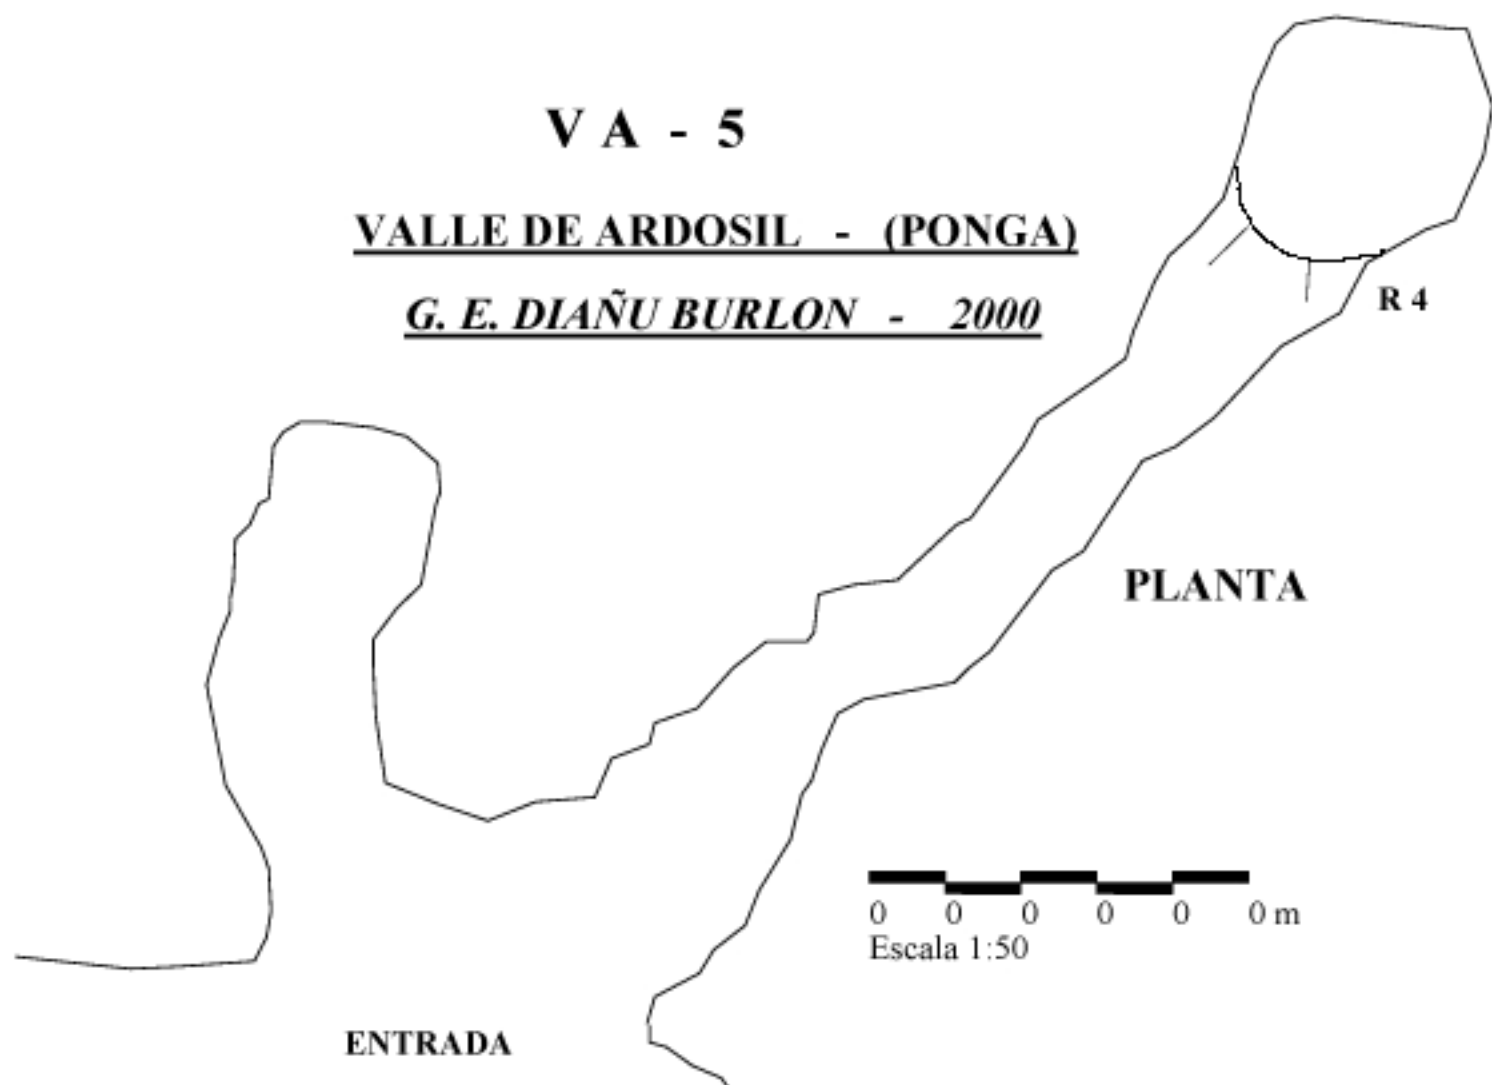 V A - 5
VALLE DE ARDOSIL - (PONGA)
G. E. DIAÑU BURLON - 2000
R 4
PLANTA
0 0 0 0 0 0 m
Escala 1:50
ENTRADA